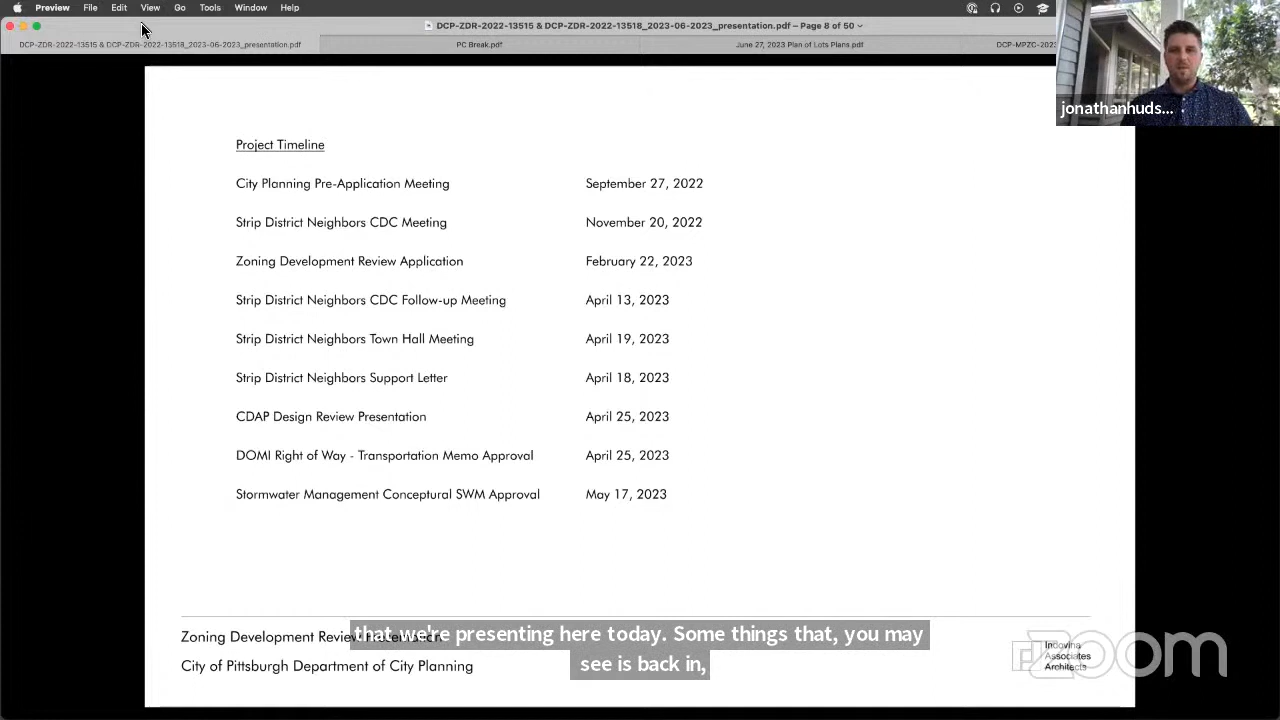 Preview File Edit View Go Tools Window Help
DCP-ZDR-2022-13515 & DCP-ZDR-2022-13518_2023-06-2023_presentation.pdf – Page 8 of 50
DCP-ZDR-2022-13515 & DCP-ZDR-2022-13518_2023-06-2023_presentation.pdf PC Break.pdf June 27, 2023 Plan of Lots Plans.pdf DCP-MPZC-2023
jonathanhuds...
Project Timeline
City Planning Pre-Application Meeting September 27, 2022
Strip District Neighbors CDC Meeting November 20, 2022
Zoning Development Review Application February 22, 2023
Strip District Neighbors CDC Follow-up Meeting April 13, 2023
Strip District Neighbors Town Hall Meeting April 19, 2023
Strip District Neighbors Support Letter April 18, 2023
CDAP Design Review Presentation April 25, 2023
DOMI Right of Way - Transportation Memo Approval April 25, 2023
Stormwater Management Conceptural SWM Approval May 17, 2023
Zoning Development Review Presentation
City of Pittsburgh Department of City Planning
that we're presenting here today. Some things that, you may
see is back in,
Indovina
Associates
Architects
zoom